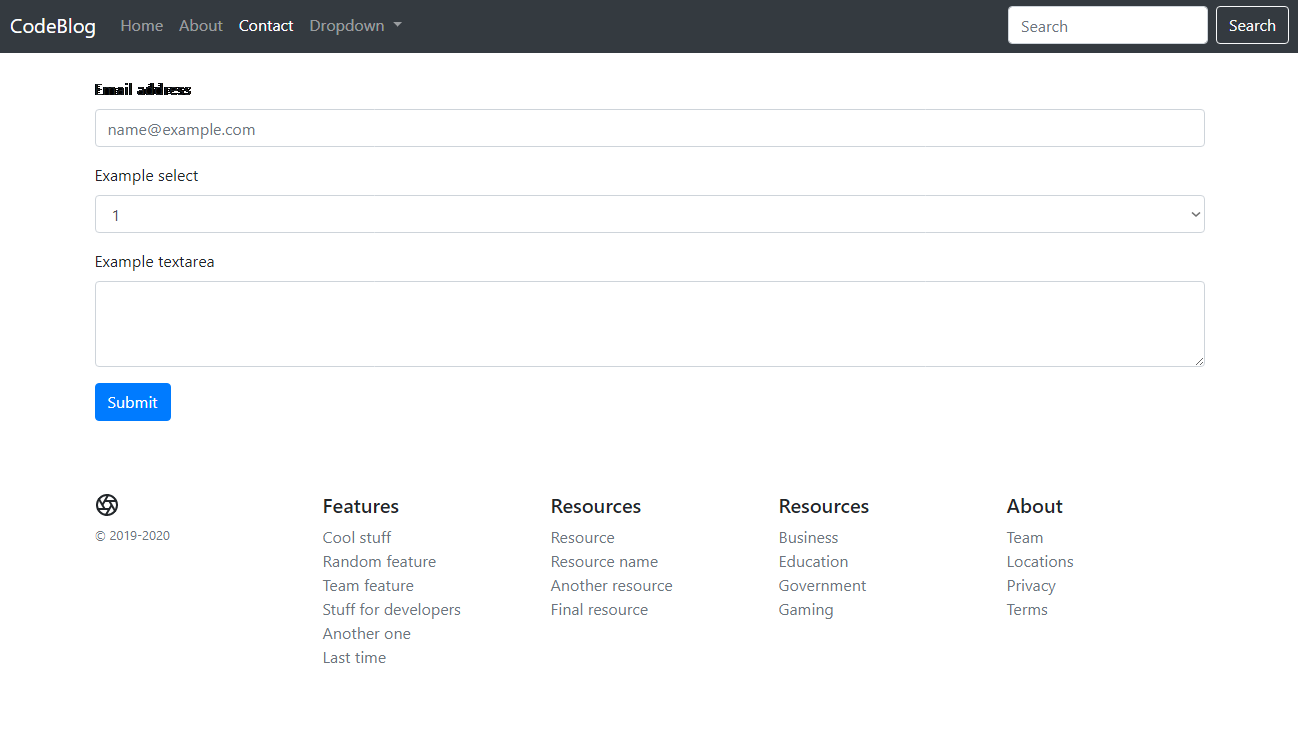 CodeBlog Home About Contact Dropdown Search Search
Email address
name@example.com
Example select
1
Example textarea
Submit
© 2019-2020
Features
Cool stuff
Random feature
Team feature
Stuff for developers
Another one
Last time
Resources
Resource
Resource name
Another resource
Final resource
Resources
Business
Education
Government
Gaming
About
Team
Locations
Privacy
Terms